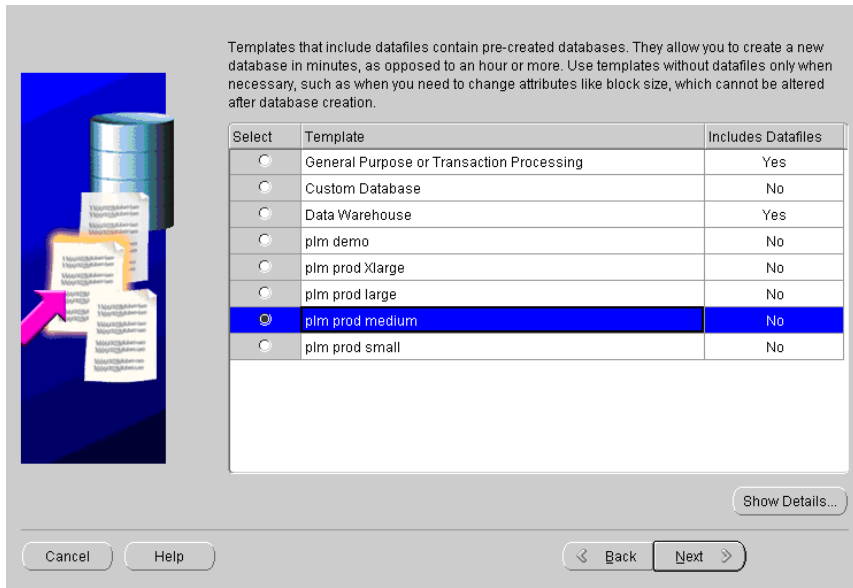 Templates that include datafiles contain pre-created databases. They allow you to create a new
database in minutes, as opposed to an hour or more. Use templates without datafiles only when
necessary, such as when you need to change attributes like block size, which cannot be altered
after database creation.
Select Template Includes Datafiles
General Purpose or Transaction Processing Yes
Custom Database No
Data Warehouse Yes
plm demo No
plm prod Xlarge No
plm prod large No
plm prod medium No
plm prod small No
Show Details...
Cancel Help Back Next